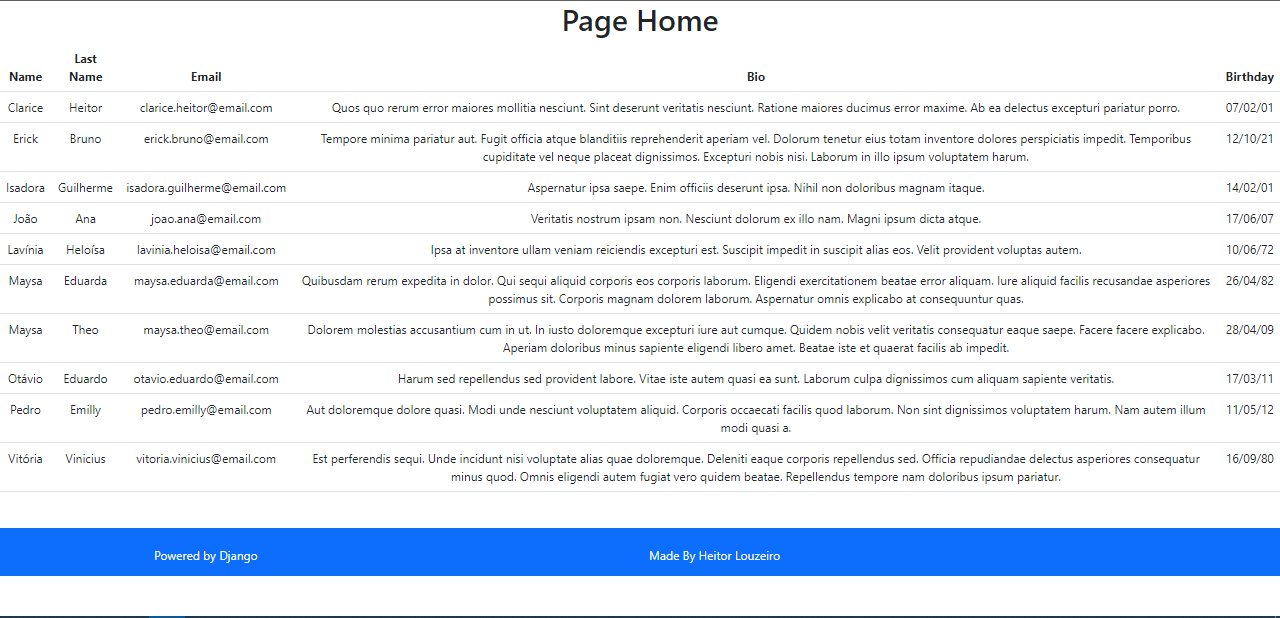 Page Home
Name Last Name Email Bio Birthday
Clarice Heitor clarice.heitor@email.com Quos quo rerum error maiores mollitia nesciunt. Sint deserunt veritatis nesciunt. Ratione maiores ducimus error maxime. Ab ea delectus excepturi pariatur porro. 07/02/01
Erick Bruno erick.bruno@email.com Tempore minima pariatur aut. Fugit officia atque blanditiis reprehenderit aperiam vel. Dolorum tenetur eius totam inventore dolores perspiciatis impedit. Temporibus 12/10/21
cupiditate vel neque placeat dignissimos. Excepturi nobis nisi. Laborum in illo ipsum voluptatem harum.
Isadora Guilherme isadora.guilherme@email.com Aspernatur ipsa saepe. Enim officiis deserunt ipsa. Nihil non doloribus magnam itaque. 14/02/01
João Ana joao.ana@email.com Veritatis nostrum ipsam non. Nesciunt dolorum ex illo nam. Magni ipsum dicta atque. 17/06/07
Lavínia Heloísa lavinia.heloisa@email.com Ipsa at inventore ullam veniam reiciendis excepturi est. Suscipit impedit in suscipit alias eos. Velit provident voluptas autem. 10/06/72
Maysa Eduarda maysa.eduarda@email.com Quibusdam rerum expedita in dolor. Qui sequi aliquid corporis eos corporis laborum. Eligendi exercitationem beatae error aliquam. Iure aliquid facilis recusandae asperiores 26/04/82
possimus sit. Corporis magnam dolorem laborum. Aspernatur omnis explicabo at consequuntur quas.
Maysa Theo maysa.theo@email.com Dolorem molestias accusantium cum in ut. In iusto doloremque excepturi iure aut cumque. Quidem nobis velit veritatis consequatur eaque saepe. Facere facere explicabo. 28/04/09
Aperiam doloribus minus sapiente eligendi libero amet. Beatae iste et quaerat facilis ab impedit.
Otávio Eduardo otavio.eduardo@email.com Harum sed repellendus sed provident labore. Vitae iste autem quasi ea sunt. Laborum culpa dignissimos cum aliquam sapiente veritatis. 17/03/11
Pedro Emilly pedro.emilly@email.com Aut doloremque dolore quasi. Modi unde nesciunt voluptatem aliquid. Corporis occaecati facilis quod laborum. Non sint dignissimos voluptatem harum. Nam autem illum 11/05/12
modi quasi a.
Vitória Vinicius vitoria.vinicius@email.com Est perferendis sequi. Unde incidunt nisi voluptate alias quae doloremque. Deleniti eaque corporis repellendus sed. Officia repudiandae delectus asperiores consequatur 16/09/80
minus quod. Omnis eligendi autem fugiat vero quidem beatae. Repellendus tempore nam doloribus ipsum pariatur.
Powered by Django Made By Heitor Louzeiro